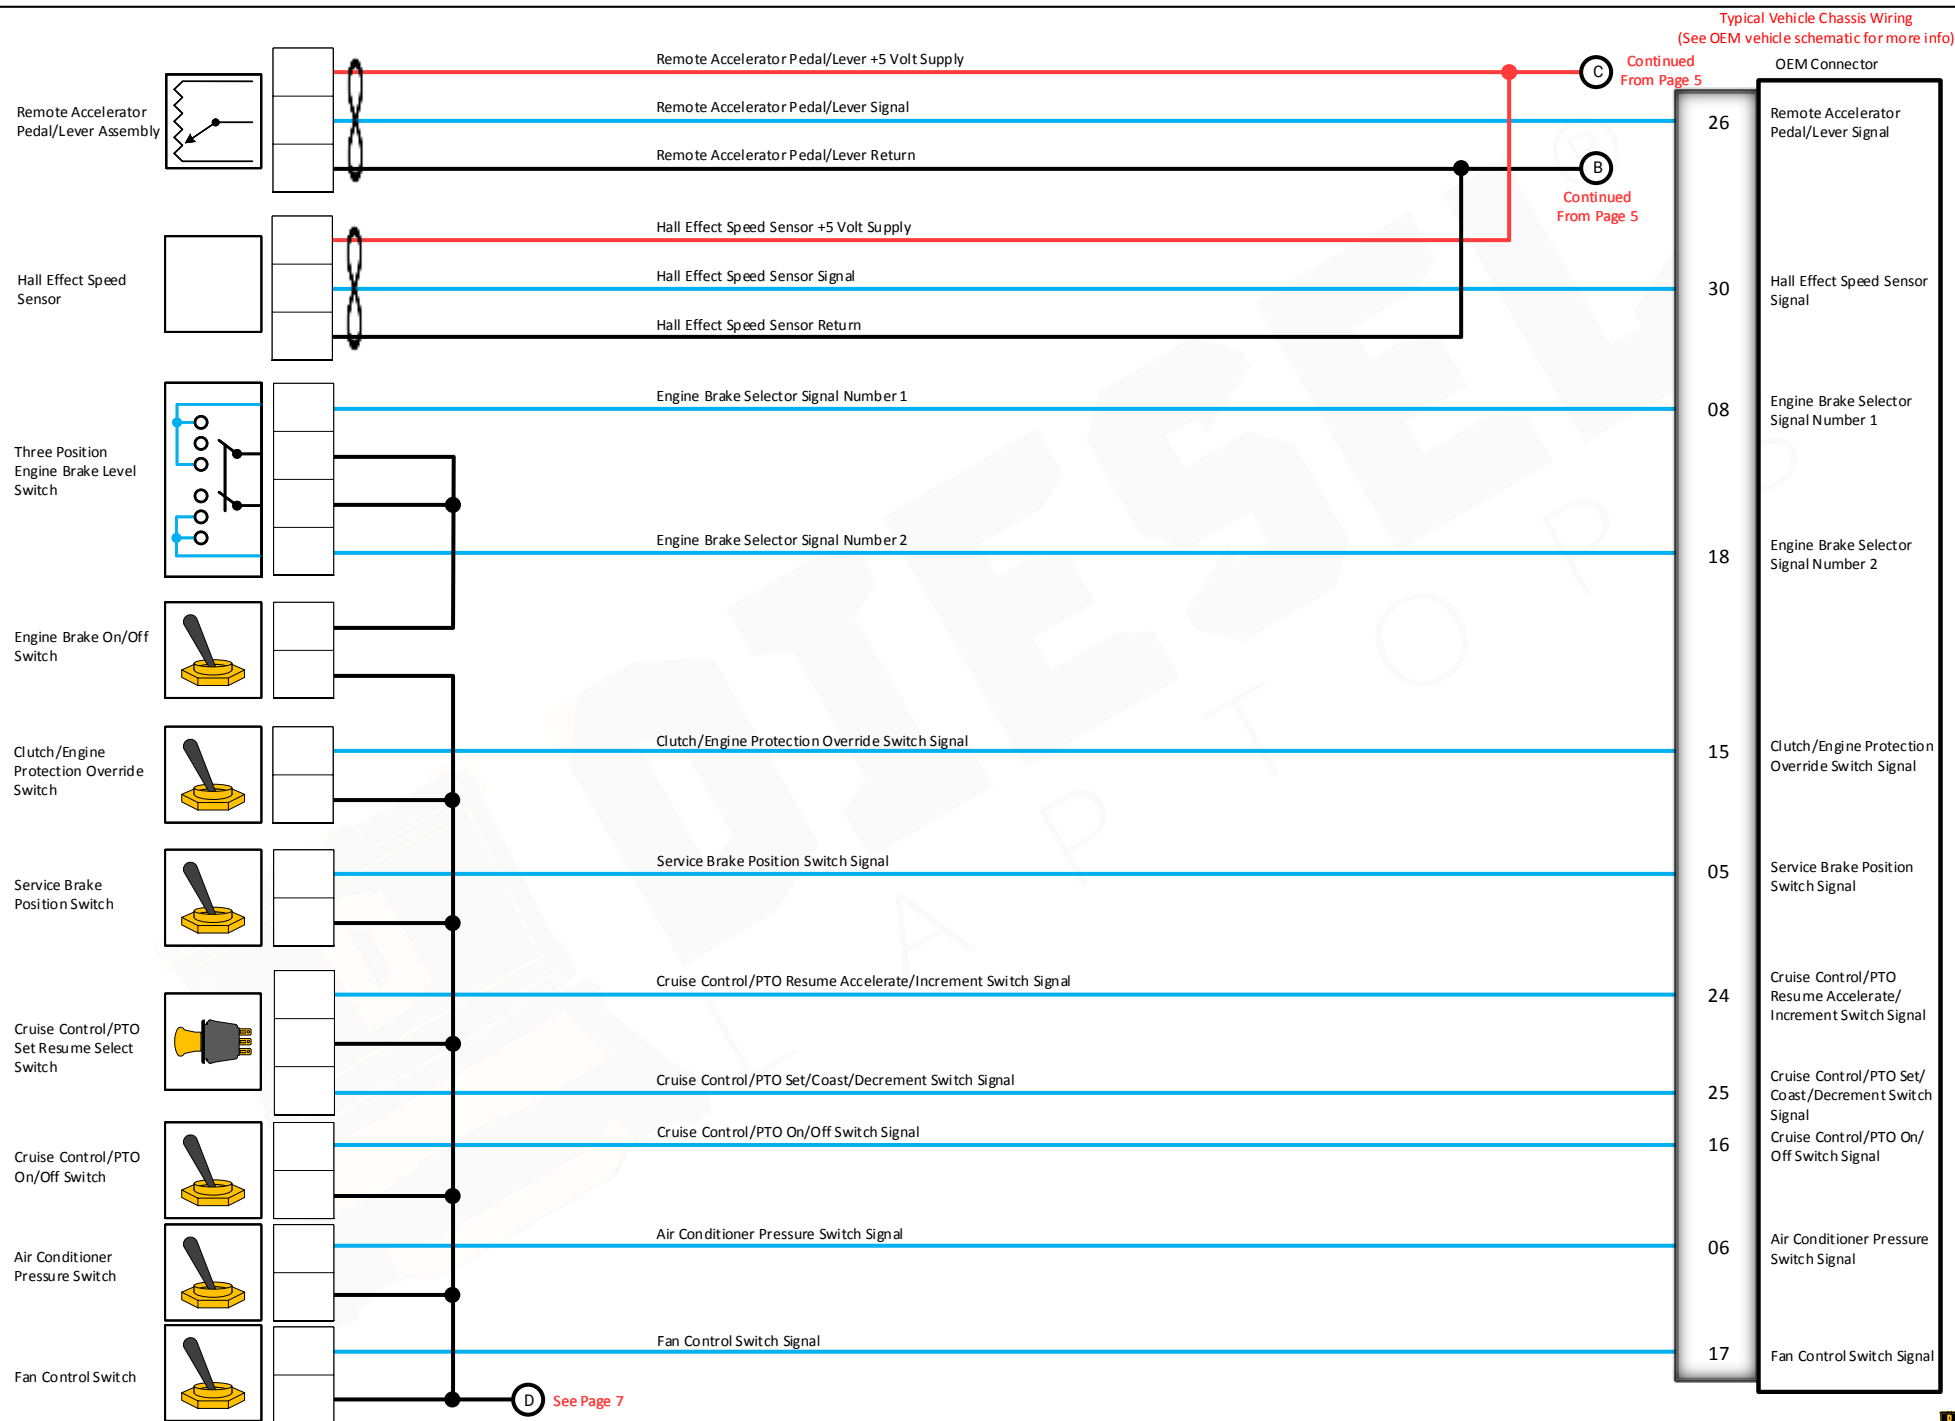 Typical Vehicle Chassis Wiring
(See OEM vehicle schematic for more info)
OEM Connector
Remote Accelerator
Pedal/Lever Assembly
Remote Accelerator Pedal/Lever +5 Volt Supply
C
Continued
From Page 5
Remote Accelerator Pedal/Lever Signal
26
Remote Accelerator
Pedal/Lever Signal
Remote Accelerator Pedal/Lever Return
B
Continued
From Page 5
Hall Effect Speed
Sensor
Hall Effect Speed Sensor +5 Volt Supply
Hall Effect Speed Sensor Signal
30
Hall Effect Speed Sensor
Signal
Hall Effect Speed Sensor Return
Three Position
Engine Brake Level
Switch
Engine Brake Selector Signal Number 1
08
Engine Brake Selector
Signal Number 1
Engine Brake Selector Signal Number 2
18
Engine Brake Selector
Signal Number 2
Engine Brake On/Off
Switch
Clutch/Engine
Protection Override
Switch
Clutch/Engine Protection Override Switch Signal
15
Clutch/Engine Protection
Override Switch Signal
Service Brake
Position Switch
Service Brake Position Switch Signal
05
Service Brake Position
Switch Signal
Cruise Control/PTO
Set Resume Select
Switch
Cruise Control/PTO Resume Accelerate/Increment Switch Signal
24
Cruise Control/PTO
Resume Accelerate/
Increment Switch Signal
Cruise Control/PTO Set/Coast/Decrement Switch Signal
25
Cruise Control/PTO Set/
Coast/Decrement Switch
Signal
Cruise Control/PTO
On/Off Switch
Cruise Control/PTO On/Off Switch Signal
16
Cruise Control/PTO On/
Off Switch Signal
Air Conditioner
Pressure Switch
Air Conditioner Pressure Switch Signal
06
Air Conditioner Pressure
Switch Signal
Fan Control Switch
Fan Control Switch Signal
17
Fan Control Switch Signal
D
See Page 7
DIESEL
LAPTOPS
®